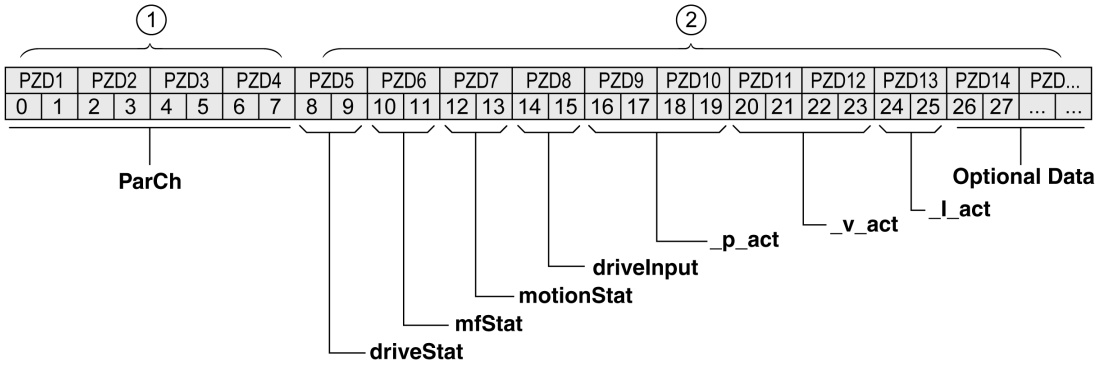 1 2
PZD1 PZD2 PZD3 PZD4 PZD5 PZD6 PZD7 PZD8 PZD9 PZD10 PZD11 PZD12 PZD13 PZD14 PZD...
0 1 2 3 4 5 6 7 8 9 10 11 12 13 14 15 16 17 18 19 20 21 22 23 24 25 26 27 ... ...
ParCh
Optional Data
_I_act
_v_act
_p_act
driveInput
motionStat
mfStat
driveStat